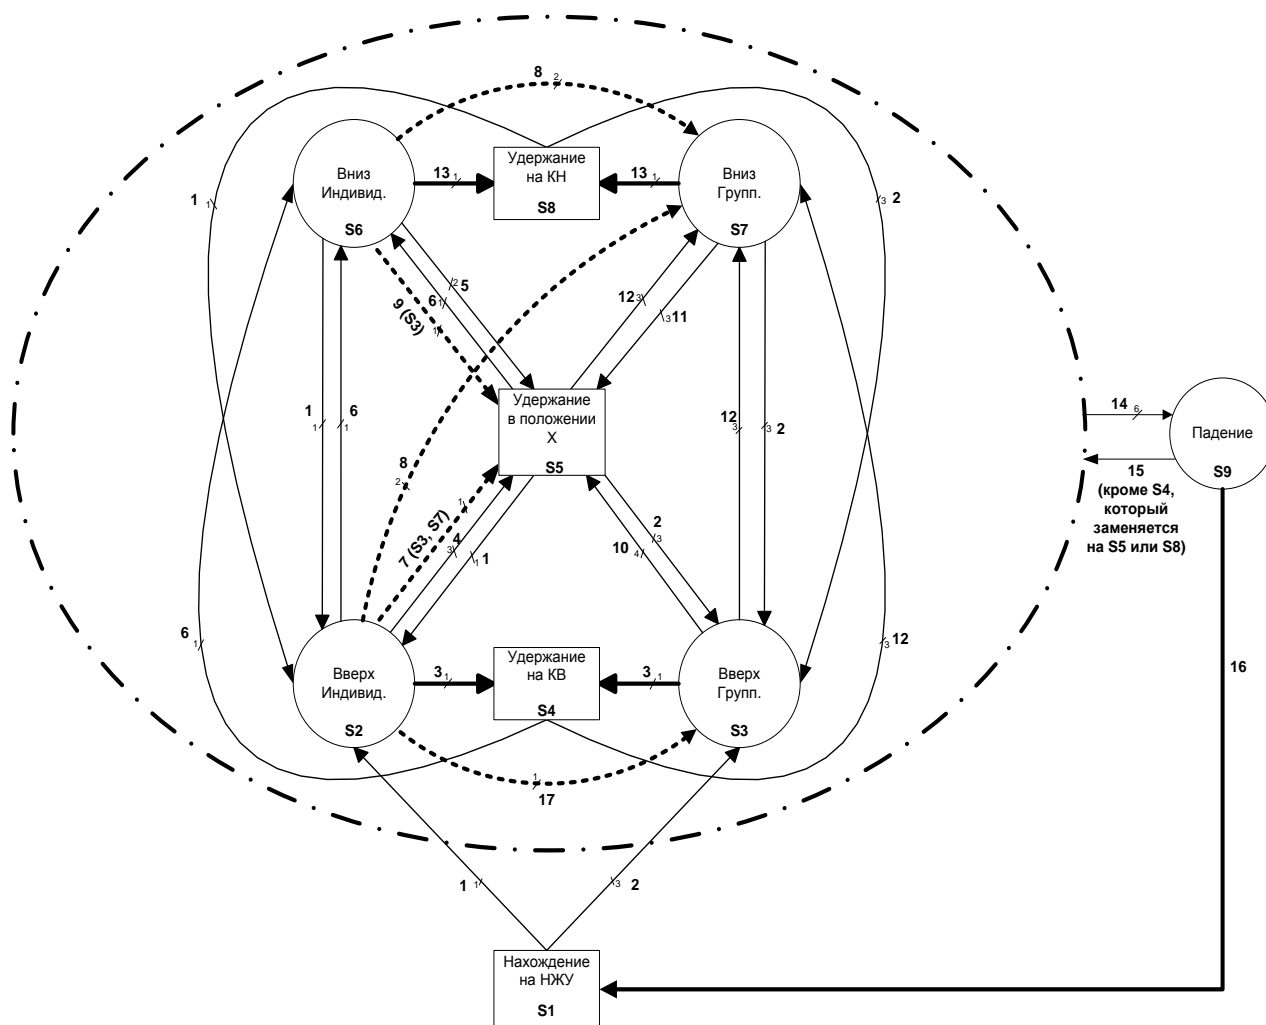 8 2
Вниз
Индивид.
S6
13 1
Удержание
на КН
S8
13 1
Вниз
Групп.
S7
1 1
3 2
2 5
6 1
9 (S3)
1
12 3
3 11
1
1
6
1
Удержание
в положении
X
S5
12
3
3 2
14 6
Падение
S9
15
(кроме S4,
который
заменяется
на S5 или S8)
8
2
1
7 (S3, S7)
4
3
1 1
2
3
10 4
6 1
3 12
Вверх
Индивид.
S2
3 1
Удержание
на КВ
S4
3 1
Вверх
Групп.
S3
16
1
17
1 1
3 2
Нахождение
на НЖУ
S1